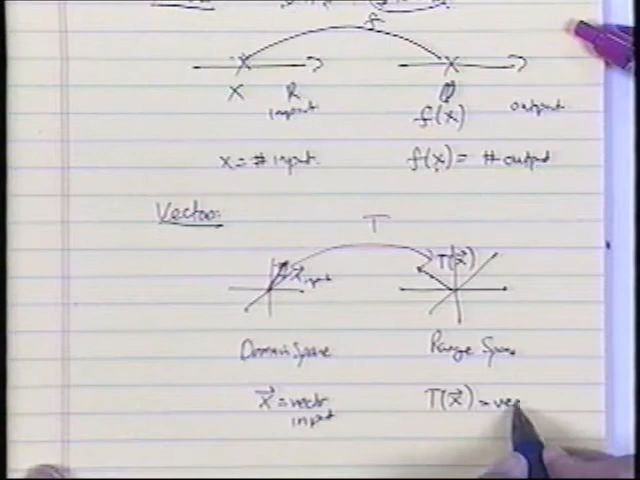 f
x R
input
f(x)
output
x = # input
f(x) = # output
Vector:
T
x⃗ input
T(x⃗)
Domain Space
Range Space
x⃗ = vector
input
T(x⃗) = vec